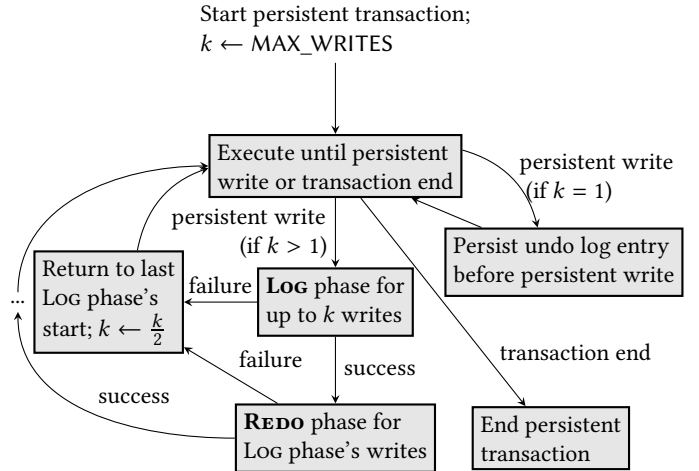 Start persistent transaction;
k ← MAX_WRITES
Execute until persistent
write or transaction end
persistent write
(if k = 1)
persistent write
(if k > 1)
Persist undo log entry
before persistent write
Return to last
LOG phase's
start; k ← k/2
...
failure
LOG phase for
up to k writes
failure
success
transaction end
success
REDO phase for
LOG phase's writes
End persistent
transaction